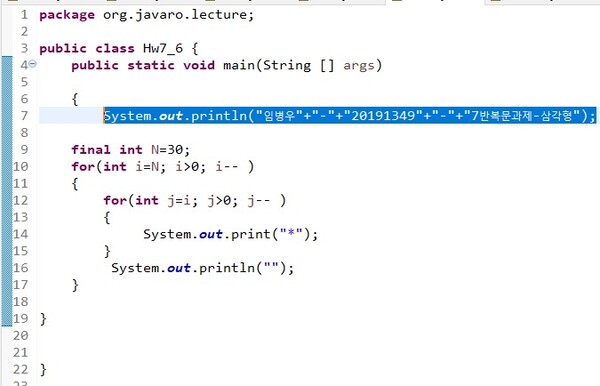 1 package org.javaro.lecture;
2
3 public class Hw7_6 {
4 public static void main(String [] args)
5
6 {
7 System.out.println("임병우"+"-"+"20191349"+"-"+"7반복문과제-삼각형");
8
9 final int N=30;
10 for(int i=N; i>0; i-- )
11 {
12 for(int j=i; j>0; j-- )
13 {
14 System.out.print("*");
15 }
16 System.out.println("");
17 }
18
19 }
20
21
22 }
23